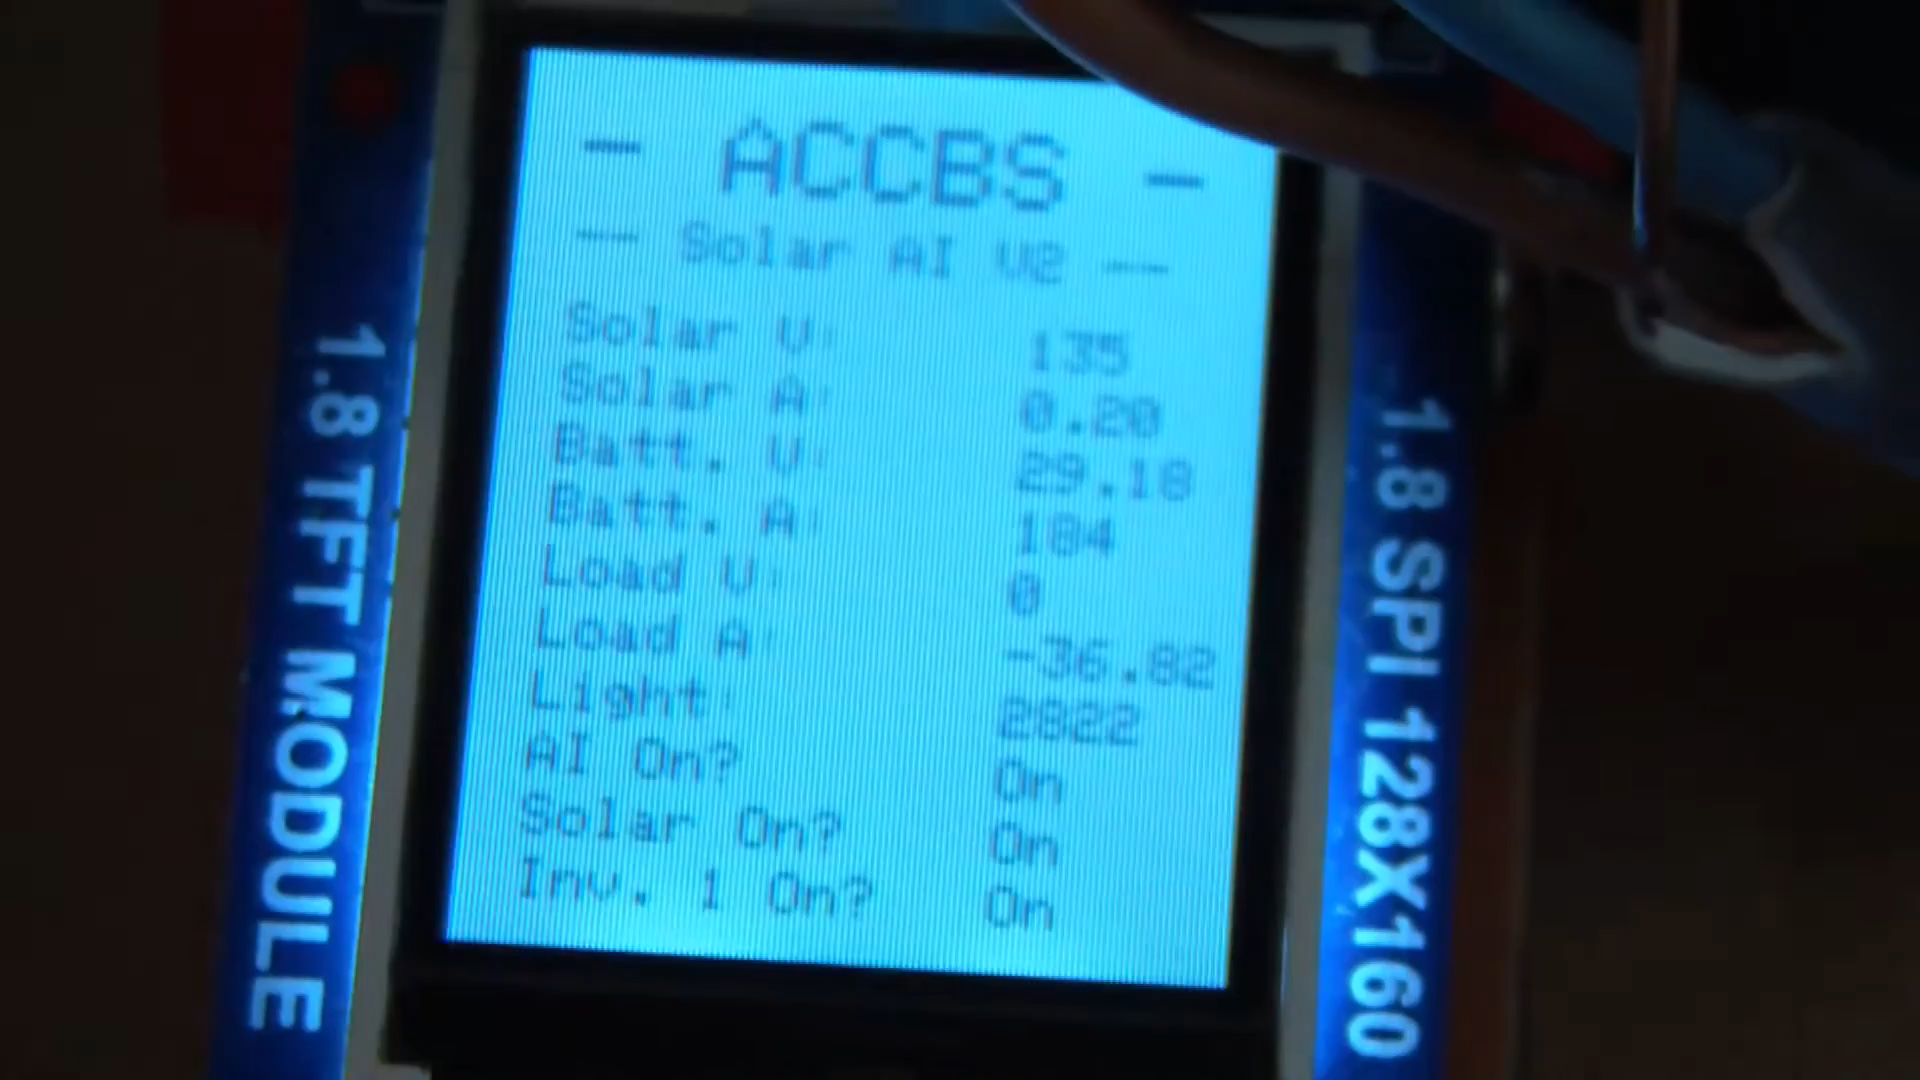 - ACCBS -
-- Solar AI V2 --
Solar U: 135
Solar A: 0.20
Batt. U: 29.18
Batt. A: 184
Load U: 0
Load A: -36.82
Light: 2822
AI On? On
Solar On? On
Inv. 1 On? On
1.8 TFT MODULE
1.8 SPI 128X160